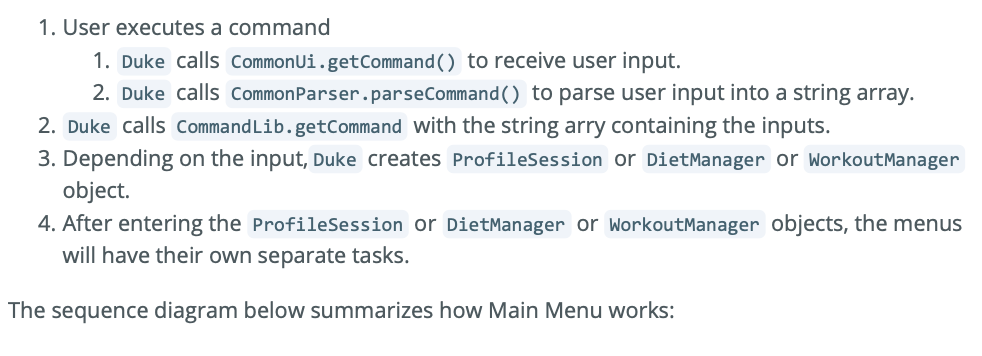 1. User executes a command
1. Duke calls CommonUi.getCommand() to receive user input.
2. Duke calls CommonParser.parseCommand() to parse user input into a string array.
2. Duke calls CommandLib.getCommand with the string arry containing the inputs.
3. Depending on the input, Duke creates ProfileSession or DietManager or WorkoutManager
object.
4. After entering the ProfileSession or DietManager or WorkoutManager objects, the menus
will have their own separate tasks.
The sequence diagram below summarizes how Main Menu works: